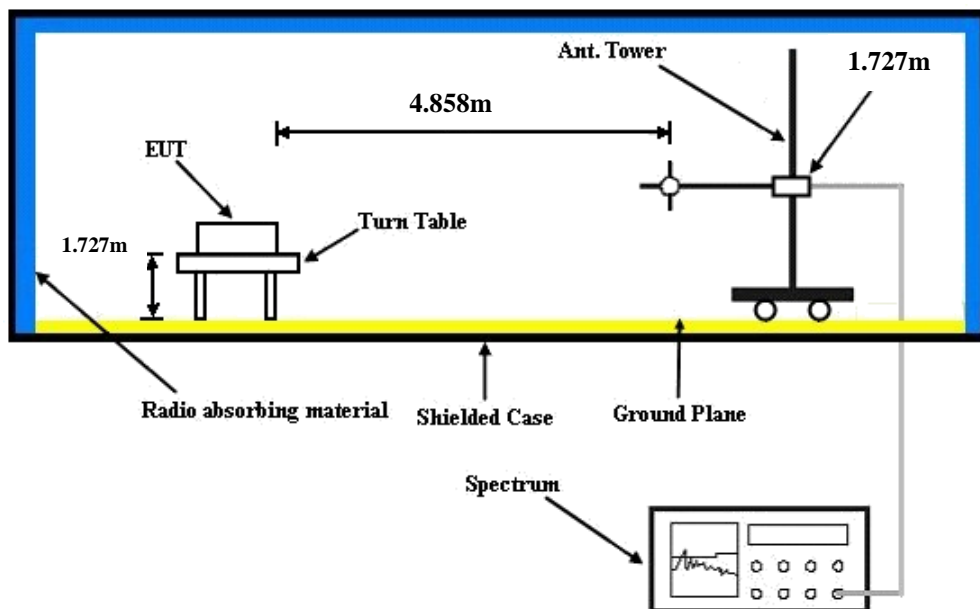 Ant. Tower
1.727m
4.858m
EUT
Turn Table
1.727m
Radio absorbing material
Shielded Case
Ground Plane
Spectrum